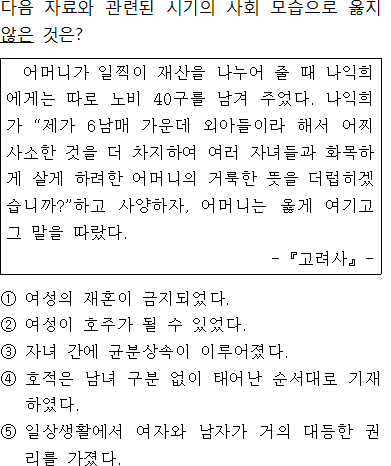 다음 자료와 관련된 시기의 사회 모습으로 옳지
않은 것은?
어머니가 일찍이 재산을 나누어 줄 때 나익희
에게는 따로 노비 40구를 남겨 주었다. 나익희
가 “제가 6남매 가운데 외아들이라 해서 어찌
사소한 것을 더 차지하여 여러 자녀들과 화목하
게 살게 하려한 어머니의 거룩한 뜻을 더럽히겠
습니까?”하고 사양하자, 어머니는 옳게 여기고
그 말을 따랐다.
- 『고려사』 -
① 여성의 재혼이 금지되었다.
② 여성이 호주가 될 수 있었다.
③ 자녀 간에 균분상속이 이루어졌다.
④ 호적은 남녀 구분 없이 태어난 순서대로 기재
하였다.
⑤ 일상생활에서 여자와 남자가 거의 대등한 권
리를 가졌다.